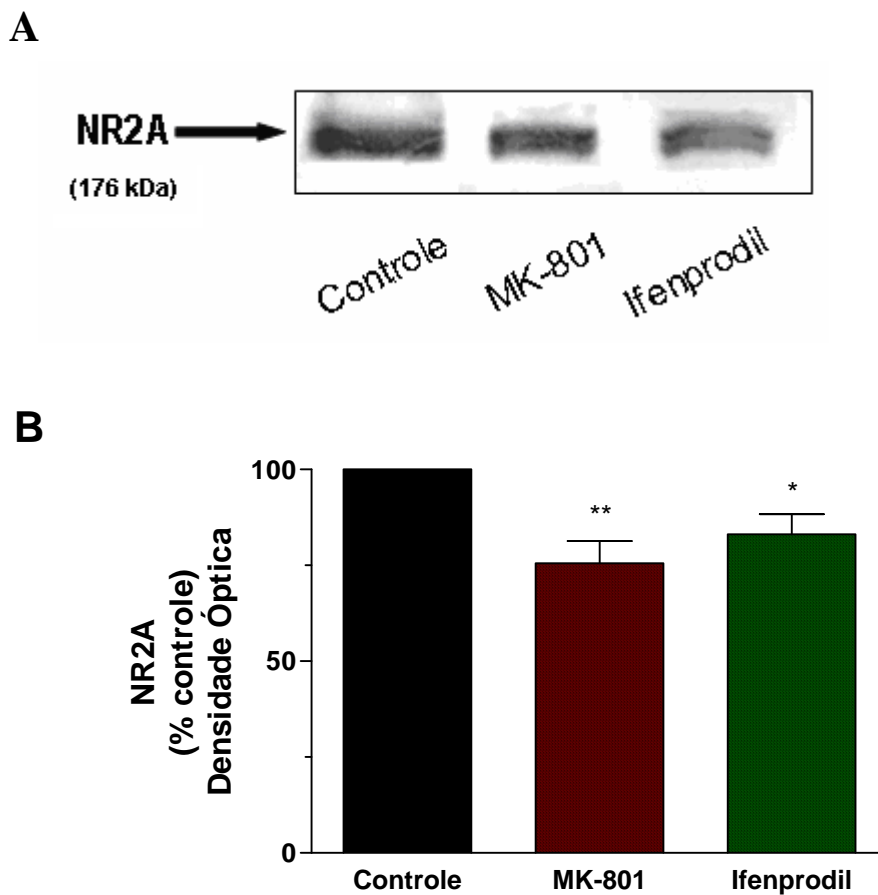 A
NR2A
(176 kDa)
Controle
MK-801
Ifenprodil
B
NR2A
(% controle)
Densidade Óptica
100
50
0
**
*
Controle
MK-801
Ifenprodil